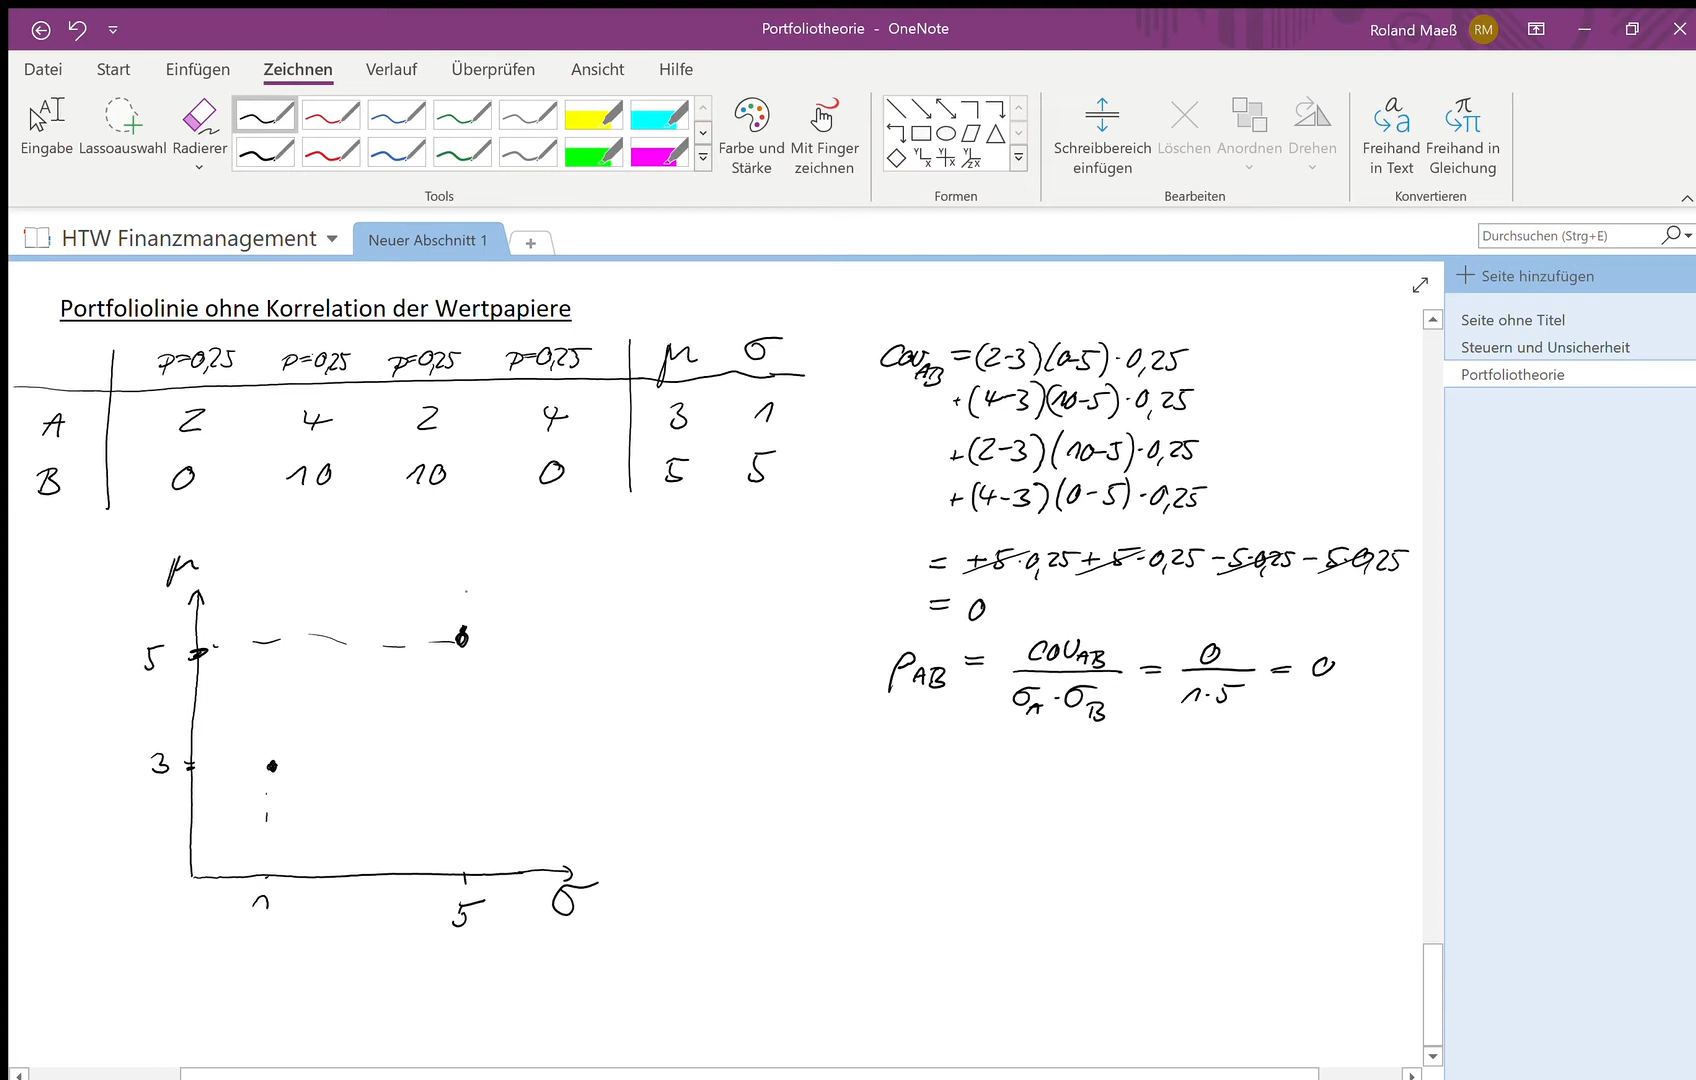 Portfoliotheorie - OneNote
Roland Maeß RM
Datei Start Einfügen Zeichnen Verlauf Überprüfen Ansicht Hilfe
Eingabe Lassoauswahl Radierer Farbe und Stärke Mit Finger zeichnen Schreibbereich einfügen Löschen Anordnen Drehen Freihand in Text Freihand in Gleichung
Tools Formen Bearbeiten Konvertieren
HTW Finanzmanagement Neuer Abschnitt 1 +
Durchsuchen (Strg+E)
Seite hinzufügen
Seite ohne Titel
Steuern und Unsicherheit
Portfoliotheorie
Portfoliolinie ohne Korrelation der Wertpapiere
p=0,25 p=0,25 p=0,25 p=0,25 μ σ
A 2 4 2 4 3 1
B 0 10 10 0 5 5
μ
5
3
1 5 σ
COV_AB = (2-3)(0-5)·0,25
+(4-3)(10-5)·0,25
+(2-3)(10-5)·0,25
+(4-3)(0-5)·0,25
= +5·0,25+5·0,25-5·0,25-5·0,25
= 0
ρ_AB = COV_AB / σ_A·σ_B = 0 / 1·5 = 0